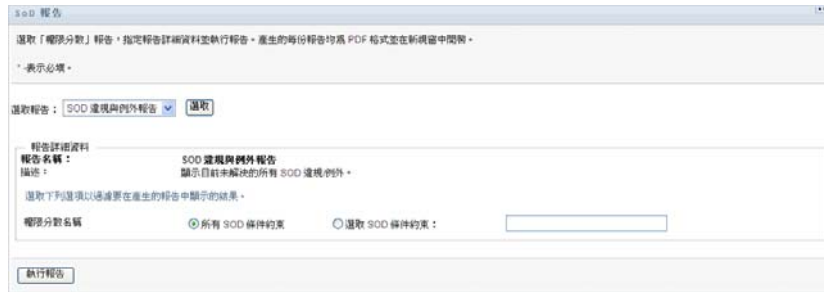 SoD 報告
選取「權限分數」報告，指定報告詳細資料並執行報告。產生的每份報告均為 PDF 格式並在新視窗中開啟。
* -表示必填。
選取報告： SOD 違規與例外報告 選取
報告詳細資料
報告名稱： SOD 違規與例外報告
描述： 顯示目前未解決的所有 SOD 違規/例外。
選取下列選項以過濾要在產生的報告中顯示的結果。
權限分數名稱 所有 SOD 條件約束 選取 SOD 條件約束：
執行報告